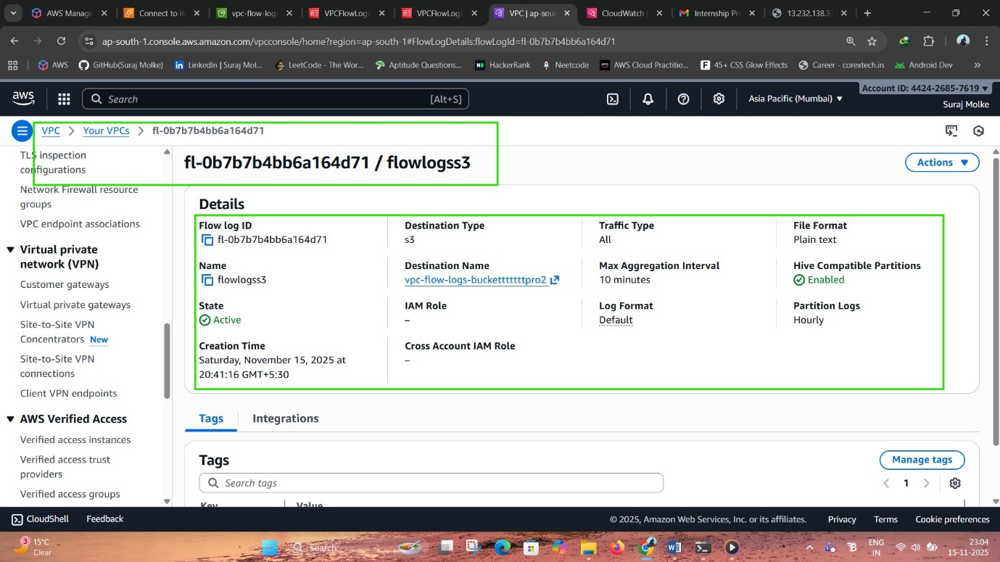 AWS Manage
Connect to in
vpc-flow-log
VPCFlowLogs
VPCFlowLogs
VPC | ap-sou
CloudWatch |
Internship Pr
13.232.138.3
ap-south-1.console.aws.amazon.com/vpcconsole/home?region=ap-south-1#FlowLogDetails:flowLogId=fl-0b7b7b4bb6a164d71
AWS
GitHub(Suraj Molke)
LinkedIn | Suraj Mol...
LeetCode - The Wor...
Aptitude Questions...
HackerRank
Neetcode
AWS Cloud Practitio...
45+ CSS Glow Effects
Career - corextech.in
Android Dev
aws
Search
[Alt+S]
Asia Pacific (Mumbai)
Account ID: 4424-2685-7619
Suraj Molke
VPC
Your VPCs
fl-0b7b7b4bb6a164d71
TLS inspection
configurations
Network Firewall resource
groups
VPC endpoint associations
Virtual private
network (VPN)
Customer gateways
Virtual private gateways
Site-to-Site VPN
Concentrators New
Site-to-Site VPN
connections
Client VPN endpoints
AWS Verified Access
Verified access instances
Verified access trust
providers
Verified access groups
fl-0b7b7b4bb6a164d71 / flowlogss3
Actions
Details
Flow log ID
fl-0b7b7b4bb6a164d71
Name
flowlogss3
State
Active
Creation Time
Saturday, November 15, 2025 at
20:41:16 GMT+5:30
Destination Type
s3
Destination Name
vpc-flow-logs-buckettttttpro2
IAM Role
–
Cross Account IAM Role
–
Traffic Type
All
Max Aggregation Interval
10 minutes
Log Format
Default
File Format
Plain text
Hive Compatible Partitions
Enabled
Partition Logs
Hourly
Tags
Integrations
Tags
Manage tags
Search tags
1
Key
Value
CloudShell
Feedback
© 2025, Amazon Web Services, Inc. or its affiliates.
Privacy
Terms
Cookie preferences
3
15°C
Clear
Search
ENG
IN
23:04
15-11-2025